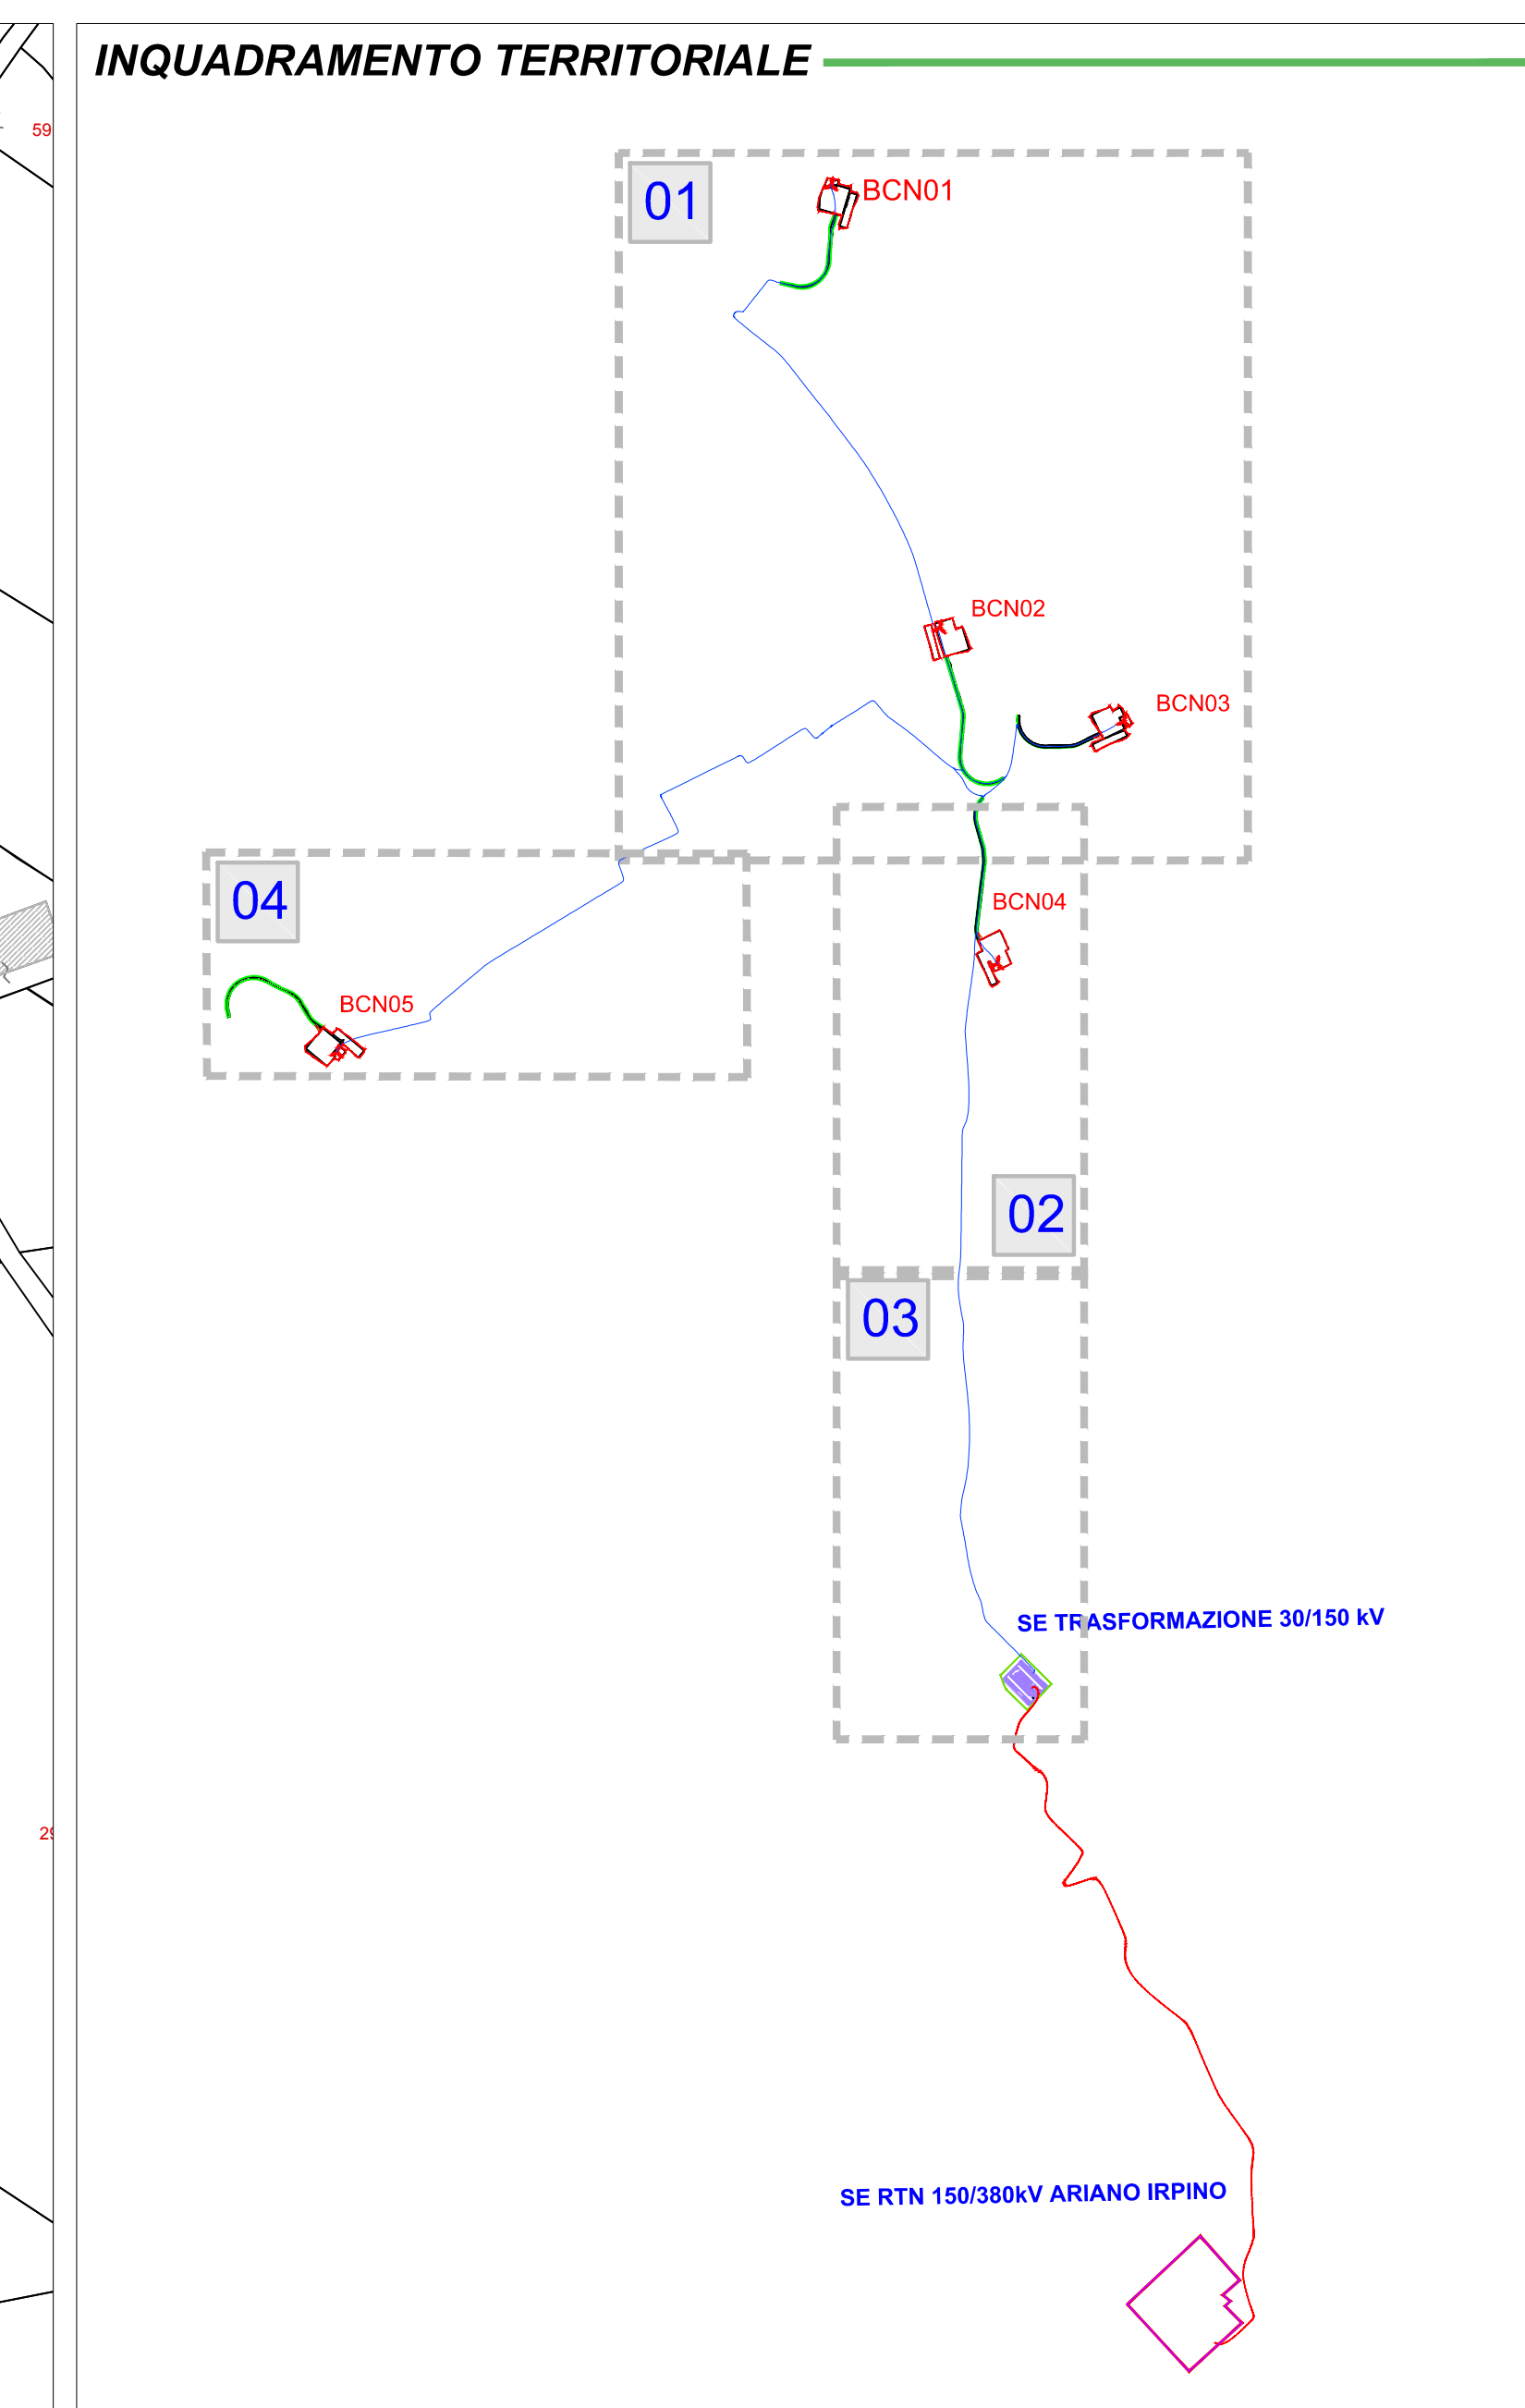 INQUADRAMENTO TERRITORIALE
59
01
BCN01
BCN02
BCN03
04
BCN04
BCN05
02
03
SE TRASFORMAZIONE 30/150 kV
29
SE RTN 150/380kV ARIANO IRPINO